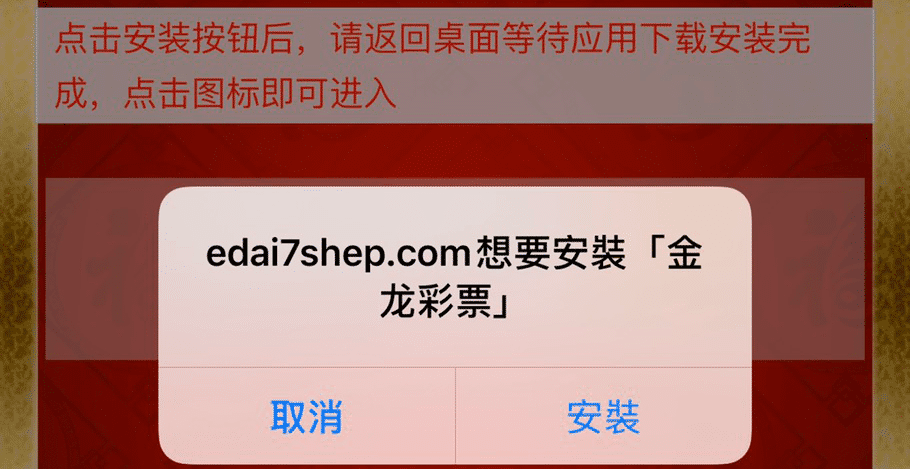 点击安装按钮后，请返回桌面等待应用下载安装完
成，点击图标即可进入
edai7shep.com想要安裝「金
龙彩票」
取消
安裝